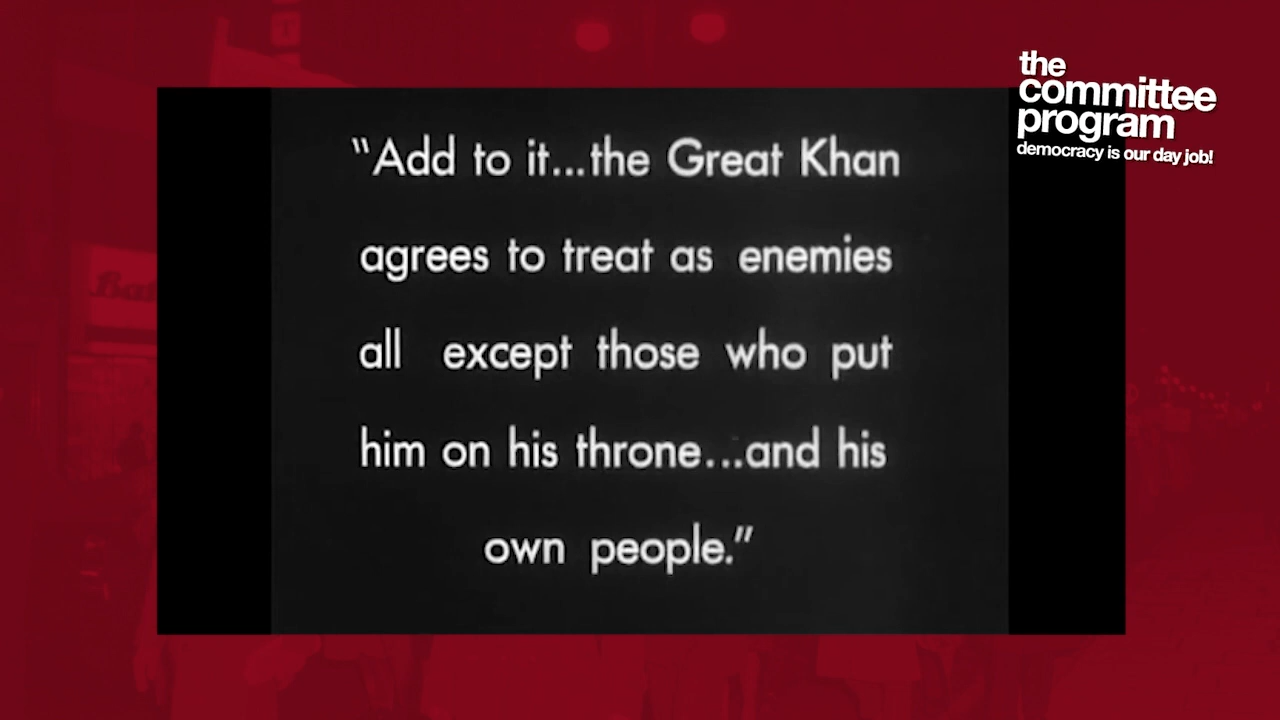 the
committee
program
democracy is our day job!
"Add to it...the Great Khan
agrees to treat as enemies
all except those who put
him on his throne...and his
own people."